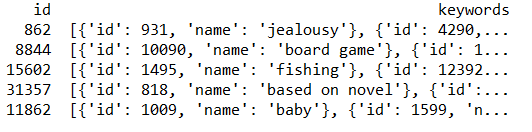 id keywords
862 [{'id': 931, 'name': 'jealousy'}, {'id': 4290,...
8844 [{'id': 10090, 'name': 'board game'}, {'id': 1...
15602 [{'id': 1495, 'name': 'fishing'}, {'id': 12392...
31357 [{'id': 818, 'name': 'based on novel'}, {'id':...
11862 [{'id': 1009, 'name': 'baby'}, {'id': 1599, 'n...